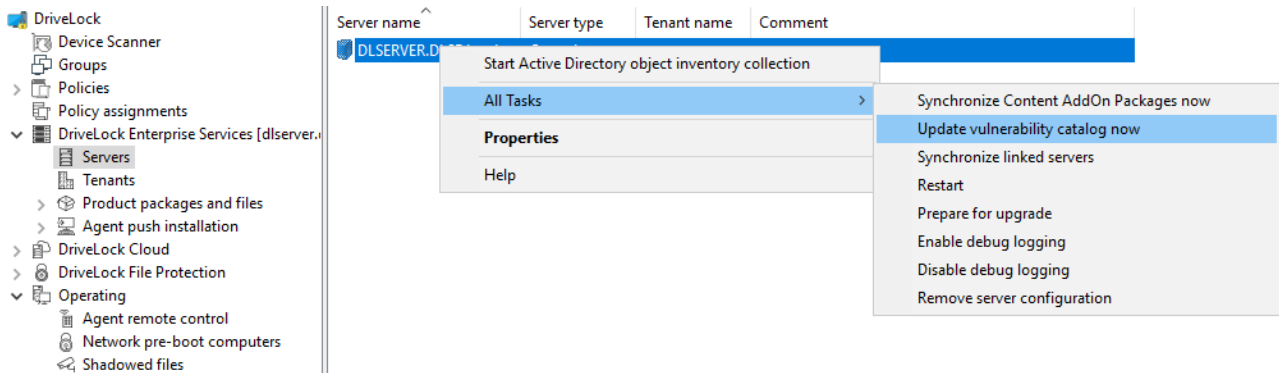 DriveLock
Device Scanner
Groups
Policies
Policy assignments
DriveLock Enterprise Services [dlserver.
Servers
Tenants
Product packages and files
Agent push installation
DriveLock Cloud
DriveLock File Protection
Operating
Agent remote control
Network pre-boot computers
Shadowed files
Server name Server type Tenant name Comment
DLSERVER.D
Start Active Directory object inventory collection
All Tasks
Properties
Help
Synchronize Content AddOn Packages now
Update vulnerability catalog now
Synchronize linked servers
Restart
Prepare for upgrade
Enable debug logging
Disable debug logging
Remove server configuration